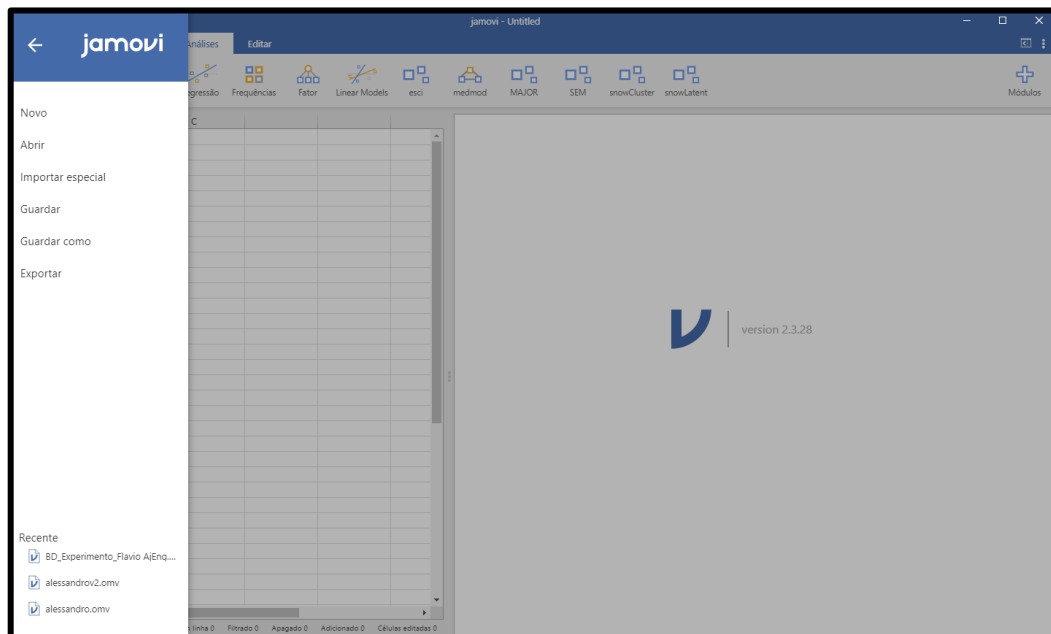 jamovi - Untitled
jamovi
Análises
Editar
egressão
Frequências
Fator
Linear Models
esci
medmod
MAJOR
SEM
snowCluster
snowLatent
Módulos
C
Novo
Abrir
Importar especial
Guardar
Guardar como
Exportar
version 2.3.28
Recente
BD_Experimento_Flavio AjEnq....
alessandrov2.omv
alessandro.omv
linha 0 Filtrado 0 Apagado 0 Adicionado 0 Células editadas 0